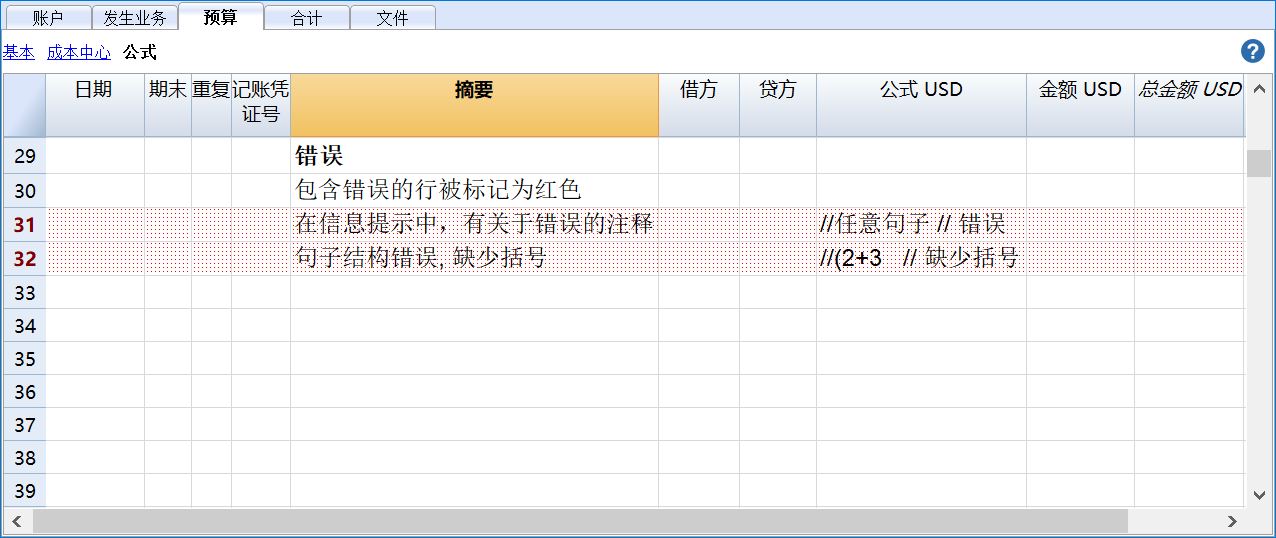 账户 发生业务 预算 合计 文件
基本 成本中心 公式 ?
日期 期末 重复 记账凭 摘要 借方 贷方 公式 USD 金额 USD 总金额 USD
证号
29 错误
30 包含错误的行被标记为红色
31 在信息提示中，有关于错误的注释 //任意句子 // 错误
32 句子结构错误, 缺少括号 //(2+3 // 缺少括号
33
34
35
36
37
38
39